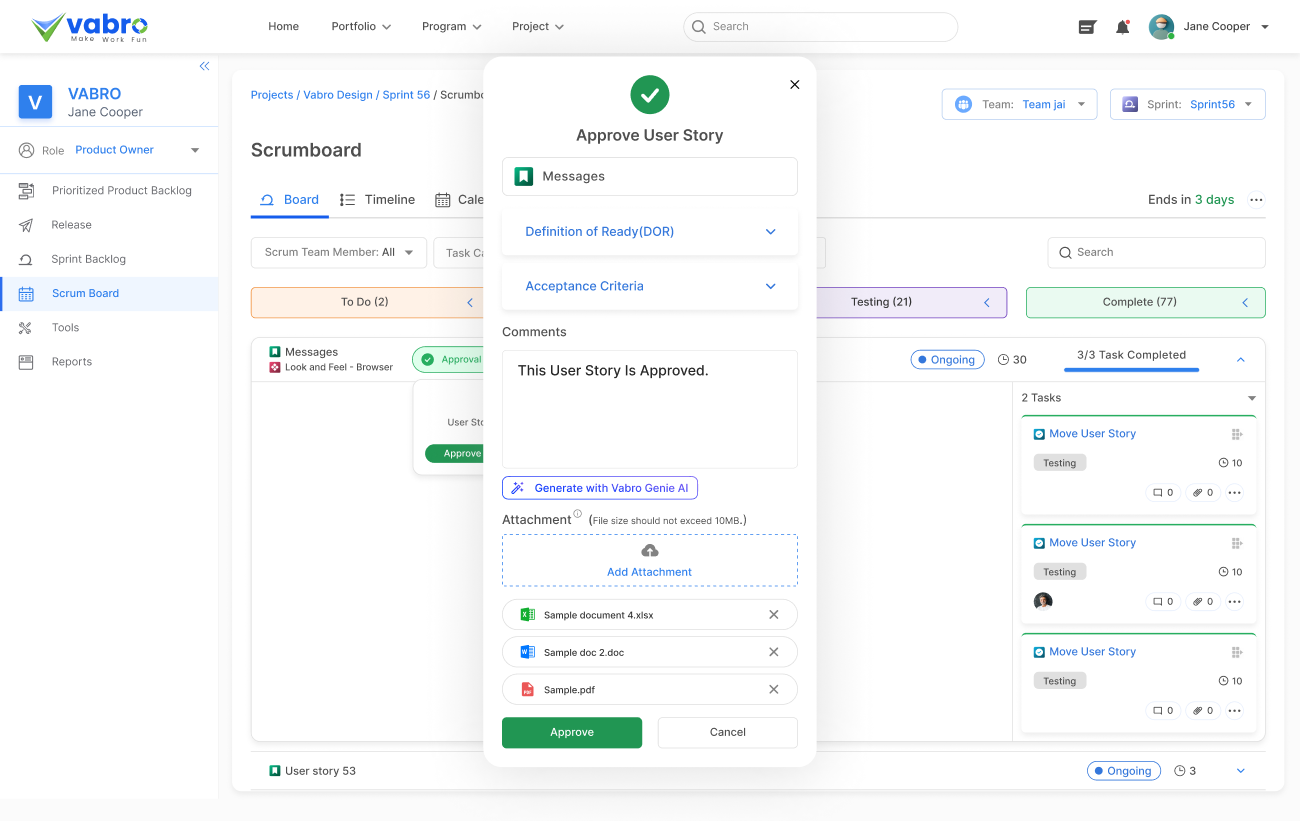 vabro
Make Work Fun
Home
Portfolio
Program
Project
Search
Jane Cooper
V
VABRO
Jane Cooper
Role
Product Owner
Prioritized Product Backlog
Release
Sprint Backlog
Scrum Board
Tools
Reports
Projects / Vabro Design / Sprint 56 / Scrumbo
Team: Team jai
Sprint: Sprint56
Scrumboard
Board
Timeline
Cale
Ends in 3 days
Scrum Team Member: All
Task Ca
Search
To Do (2)
Testing (21)
Complete (77)
Messages
Look and Feel - Browser
Approval
Ongoing
30
3/3 Task Completed
User Sto
Approve
2 Tasks
Move User Story
Testing
10
0
0
Move User Story
Testing
10
0
0
Move User Story
Testing
10
0
0
User story 53
Ongoing
3
Approve User Story
Messages
Definition of Ready(DOR)
Acceptance Criteria
Comments
This User Story Is Approved.
Generate with Vabro Genie AI
Attachment (File size should not exceed 10MB.)
Add Attachment
Sample document 4.xlsx
Sample doc 2.doc
PDF
Sample.pdf
Approve
Cancel